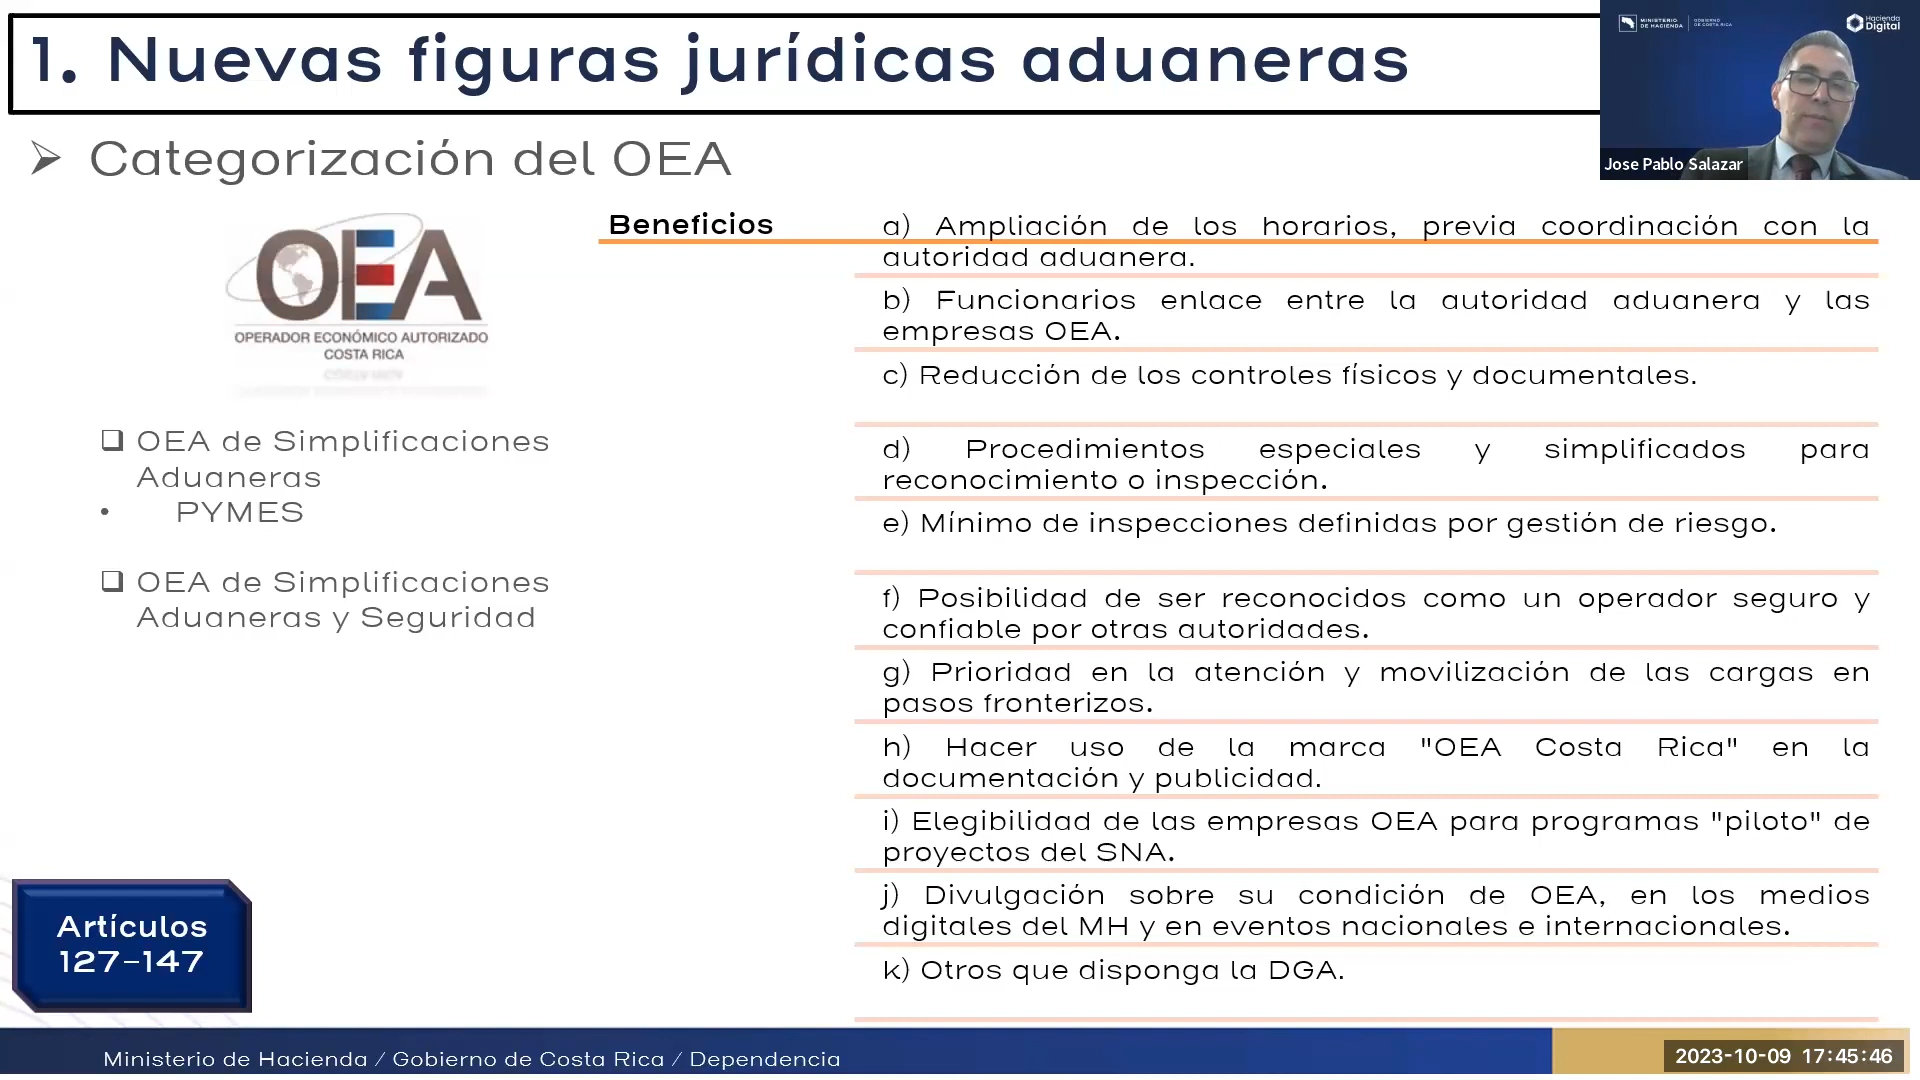 1. Nuevas figuras jurídicas aduaneras
MINISTERIO
DE HACIENDA
GOBIERNO
DE COSTA RICA
Hacienda
Digital
Jose Pablo Salazar
➢ Categorización del OEA
OEA
OPERADOR ECONÓMICO AUTORIZADO
COSTA RICA
❑ OEA de Simplificaciones
Aduaneras
• PYMES
❑ OEA de Simplificaciones
Aduaneras y Seguridad
Artículos
127-147
Beneficios
a) Ampliación de los horarios, previa coordinación con la
autoridad aduanera.
b) Funcionarios enlace entre la autoridad aduanera y las
empresas OEA.
c) Reducción de los controles físicos y documentales.
d) Procedimientos especiales y simplificados para
reconocimiento o inspección.
e) Mínimo de inspecciones definidas por gestión de riesgo.
f) Posibilidad de ser reconocidos como un operador seguro y
confiable por otras autoridades.
g) Prioridad en la atención y movilización de las cargas en
pasos fronterizos.
h) Hacer uso de la marca "OEA Costa Rica" en la
documentación y publicidad.
i) Elegibilidad de las empresas OEA para programas "piloto" de
proyectos del SNA.
j) Divulgación sobre su condición de OEA, en los medios
digitales del MH y en eventos nacionales e internacionales.
k) Otros que disponga la DGA.
Ministerio de Hacienda / Gobierno de Costa Rica / Dependencia
2023-10-09 17:45:46